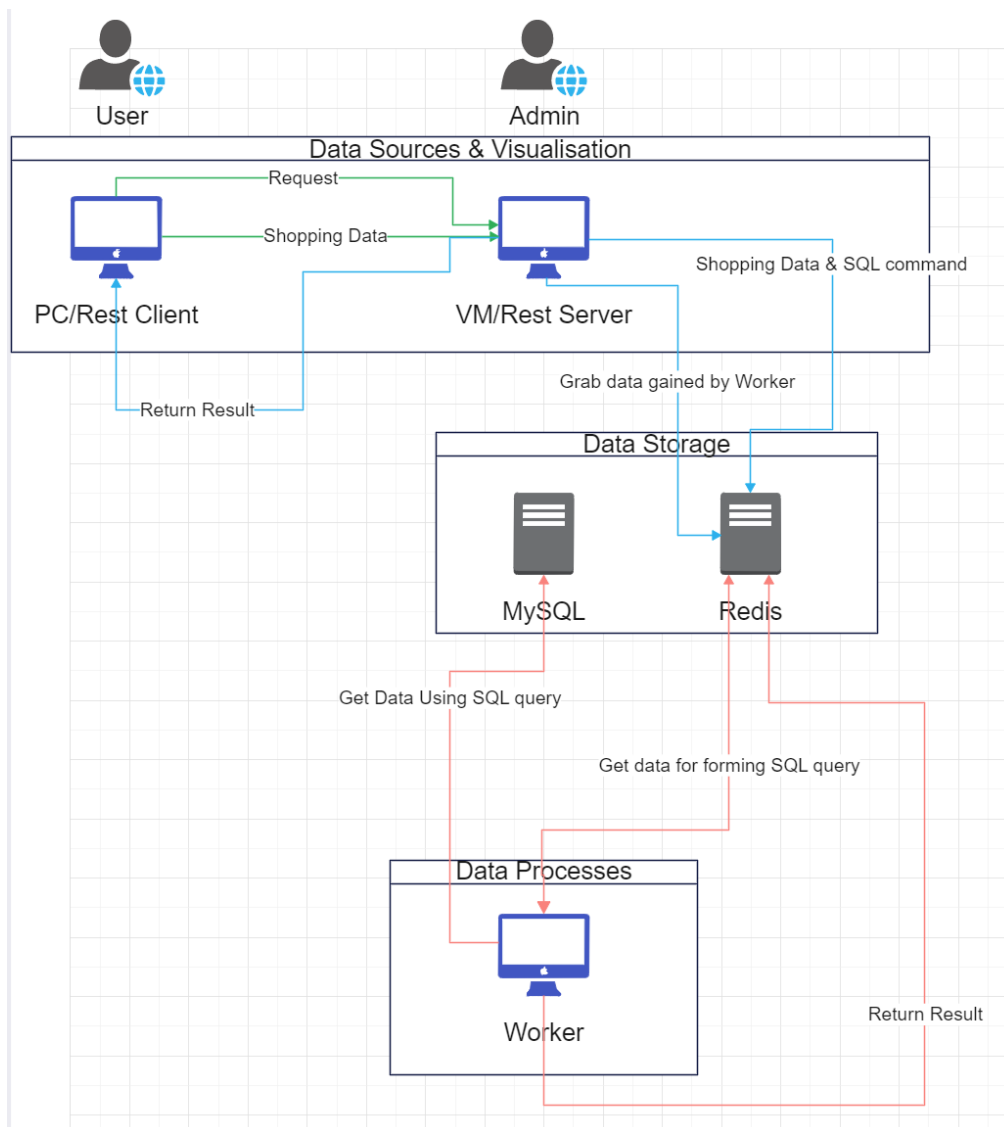 User
Admin
Data Sources & Visualisation
Request
Shopping Data
Shopping Data & SQL command
PC/Rest Client
VM/Rest Server
Grab data gained by Worker
Return Result
Data Storage
MySQL
Redis
Get Data Using SQL query
Get data for forming SQL query
Data Processes
Return Result
Worker